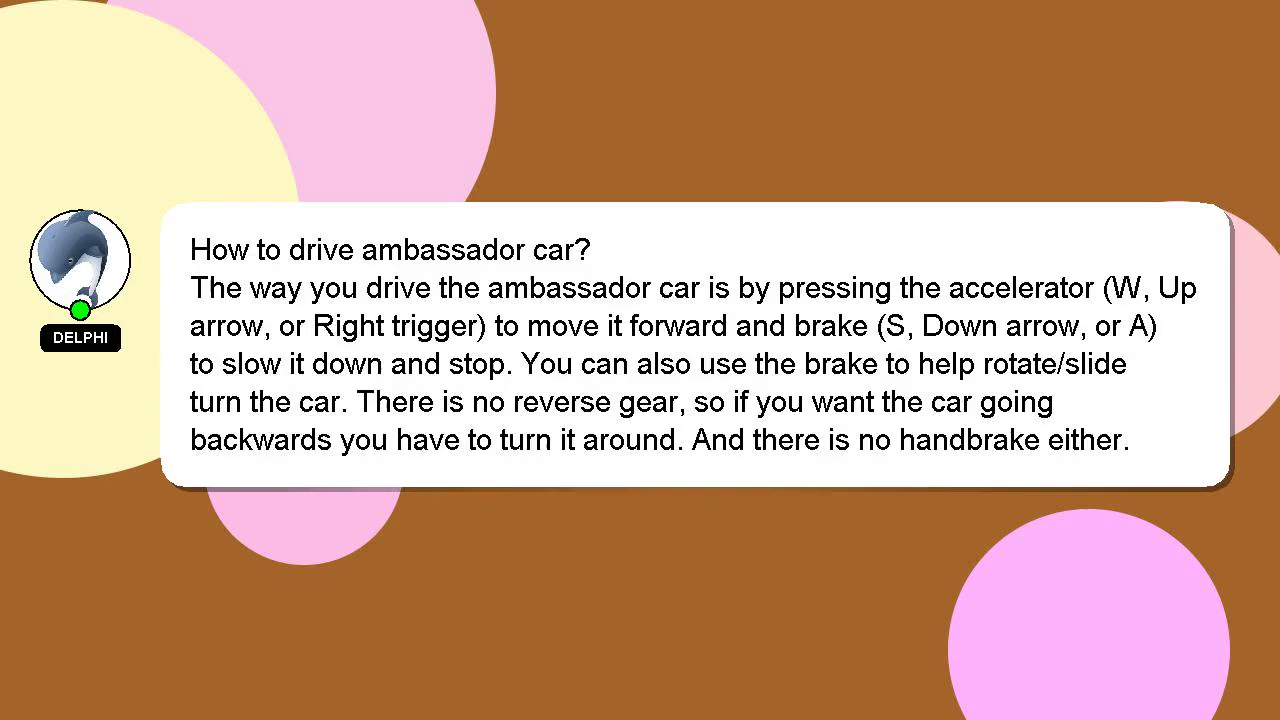 How to drive ambassador car?
The way you drive the ambassador car is by pressing the accelerator (W, Up
arrow, or Right trigger) to move it forward and brake (S, Down arrow, or A)
to slow it down and stop. You can also use the brake to help rotate/slide
turn the car. There is no reverse gear, so if you want the car going
backwards you have to turn it around. And there is no handbrake either.
DELPHI